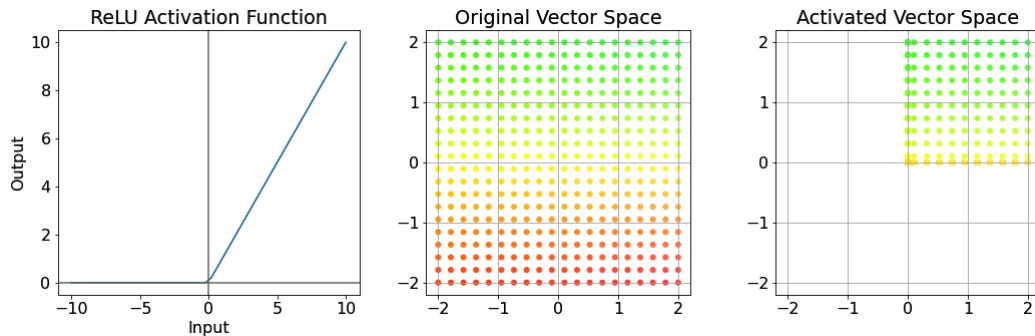 ReLU Activation Function
10
8
6
4
2
0
Output
−10 −5 0 5 10
Input
Original Vector Space
2
1
0
−1
−2
−2 −1 0 1 2
Activated Vector Space
2
1
0
−1
−2
−2 −1 0 1 2